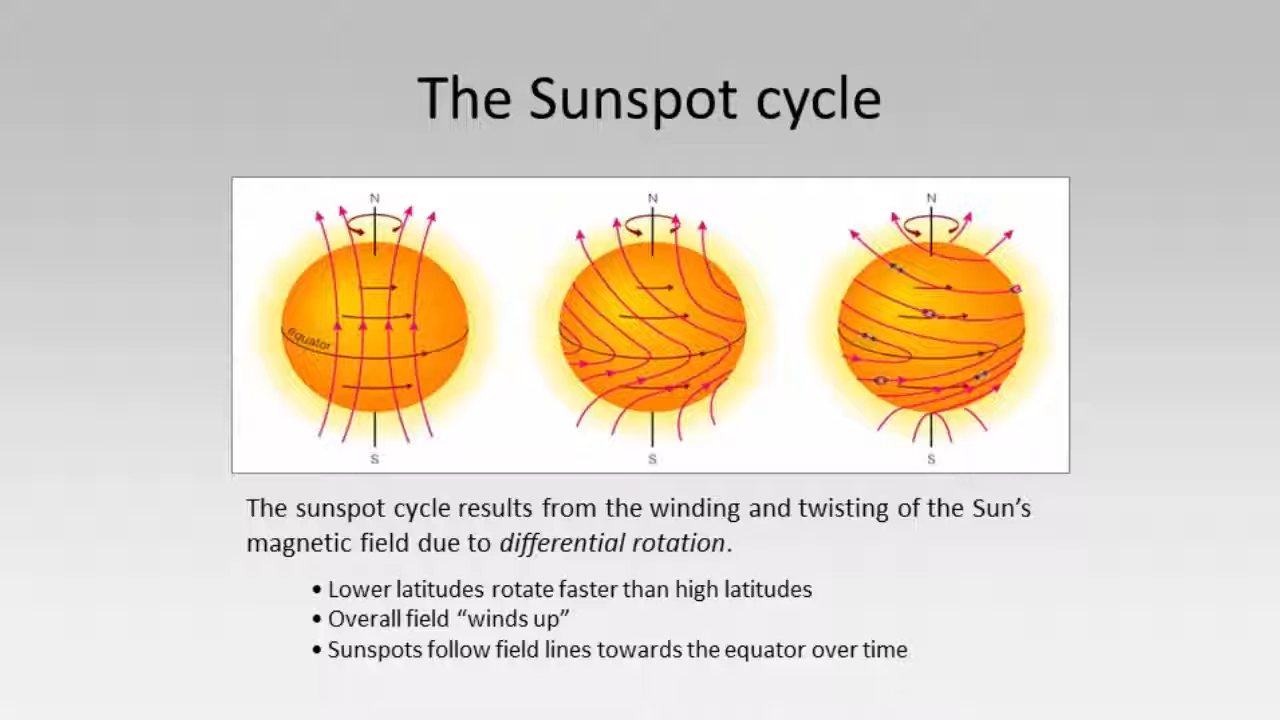 The Sunspot cycle
N
N
N
equator
S
S
S
The sunspot cycle results from the winding and twisting of the Sun’s
magnetic field due to differential rotation.
• Lower latitudes rotate faster than high latitudes
• Overall field “winds up”
• Sunspots follow field lines towards the equator over time